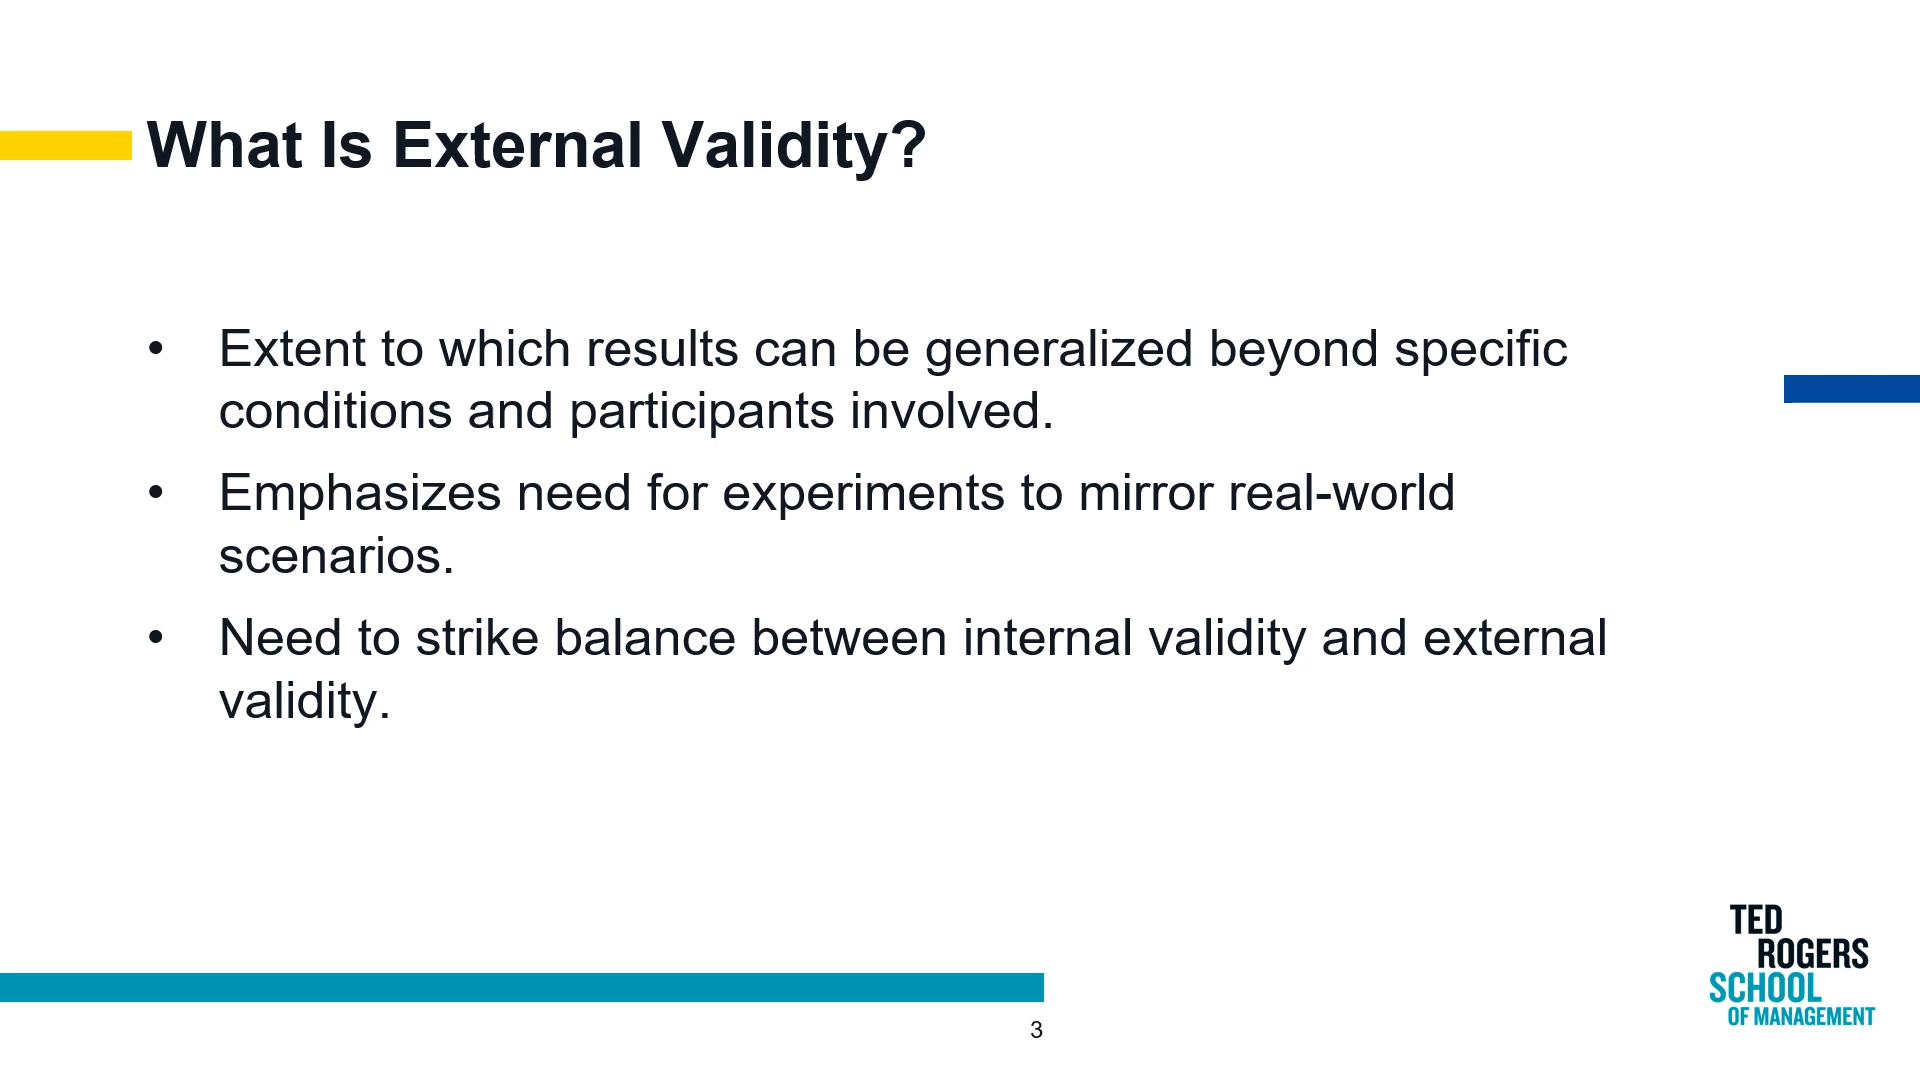 What Is External Validity?
• Extent to which results can be generalized beyond specific
conditions and participants involved.
• Emphasizes need for experiments to mirror real-world
scenarios.
• Need to strike balance between internal validity and external
validity.
TED
ROGERS
SCHOOL
OF MANAGEMENT
3